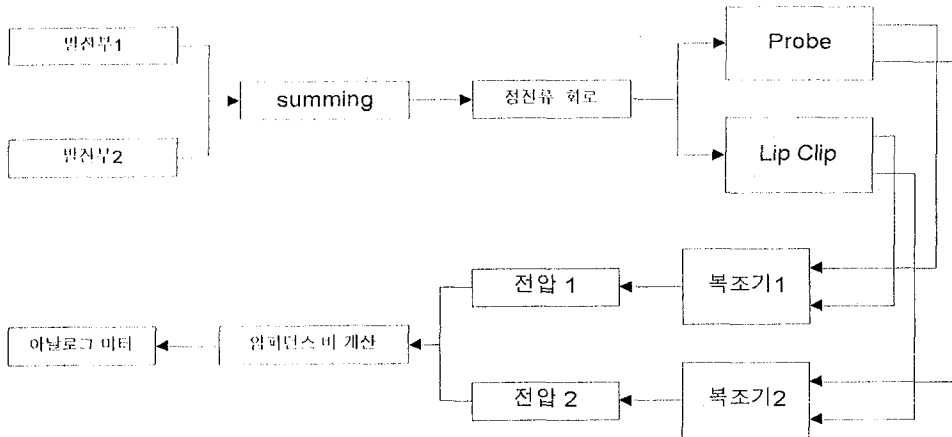 발진부1
Probe
summing
정전류 회로
발진부2
Lip Clip
전압 1
복조기1
아날로그 미터
임피던스 비 계산
전압 2
복조기2